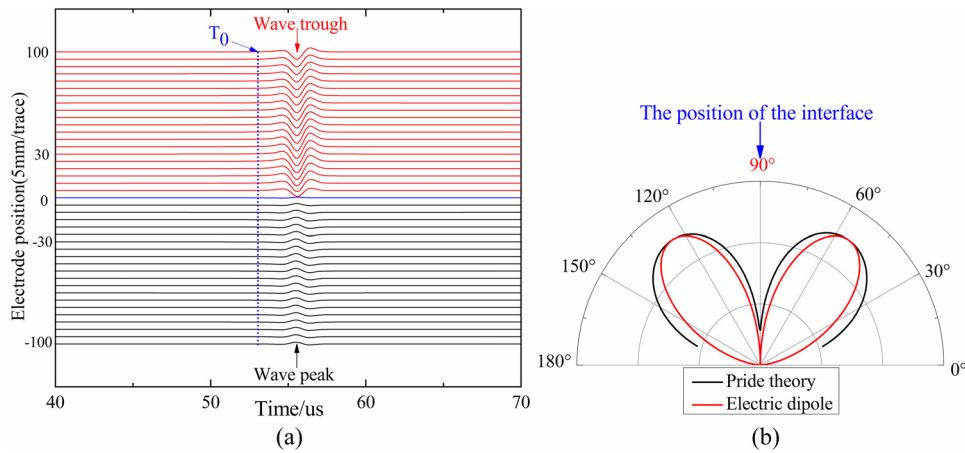 (a)
T0
Wave trough
100
30
0
-30
-100
Electrode position(5mm/trace)
Wave peak
40
50
60
70
Time/us
The position of the interface
90°
120°
60°
150°
30°
180°
0°
Pride theory
Electric dipole
(a)
(b)